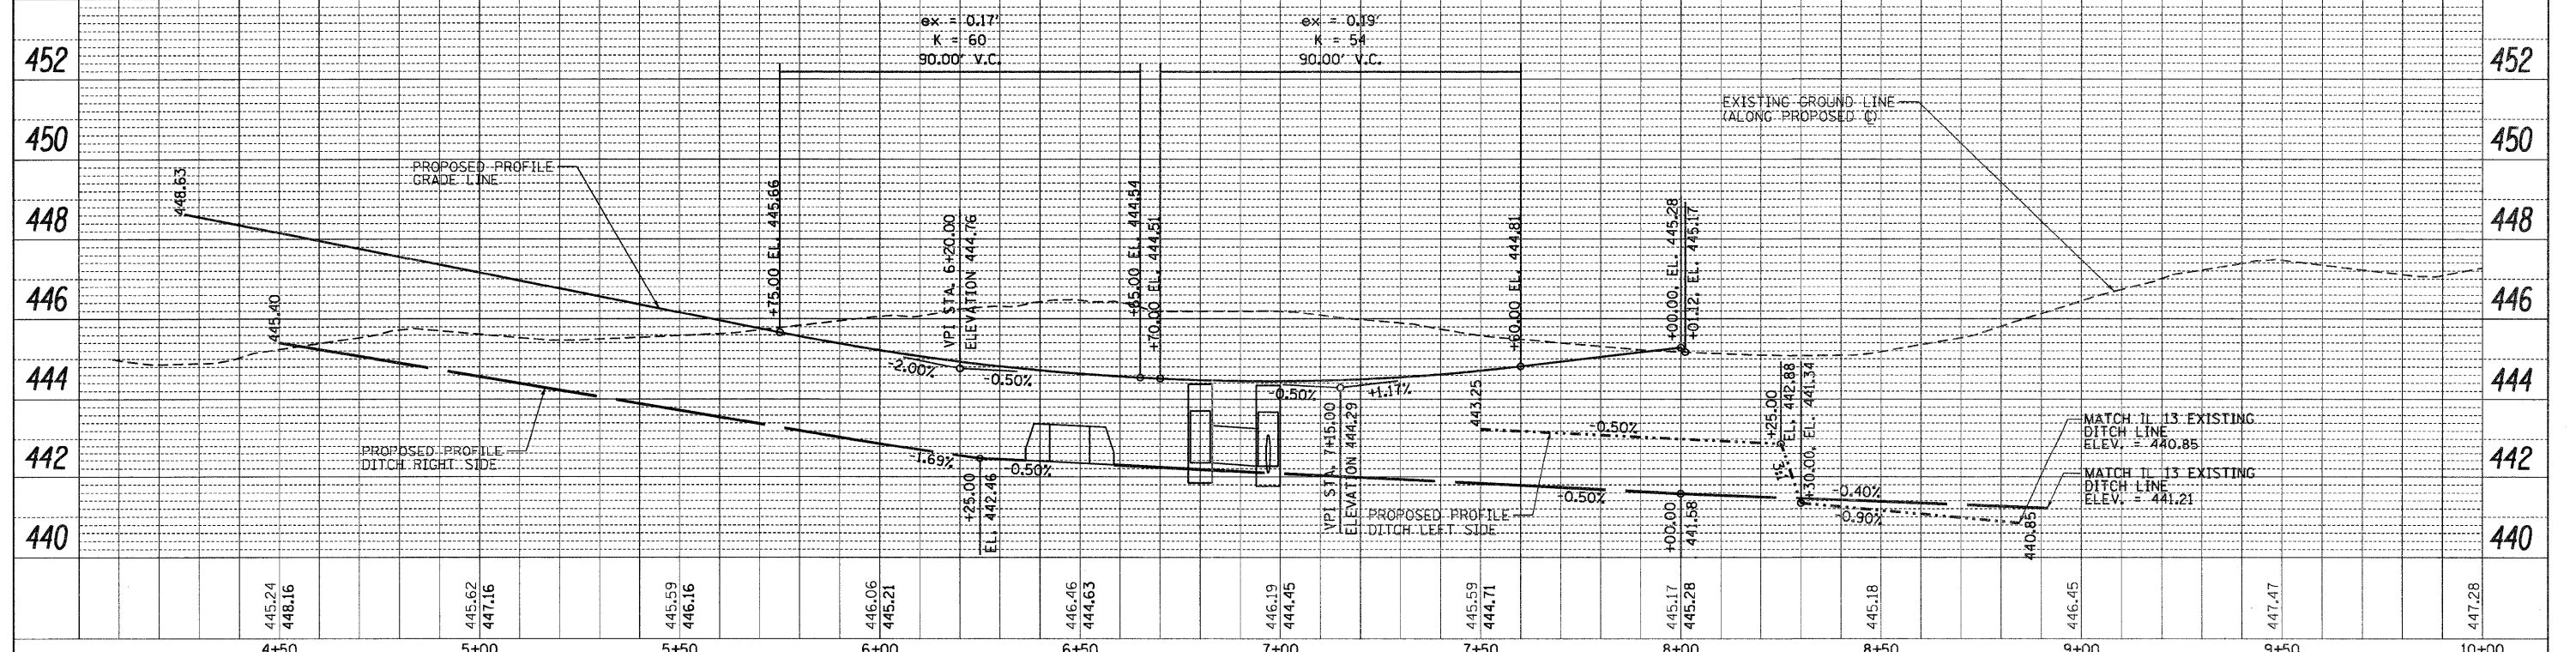 ex = 0.17'
K = 60
90.00' V.C.
ex = 0.19'
K = 54
90.00' V.C.
452
452
EXISTING GROUND LINE
(ALONG PROPOSED ℄)
450
450
PROPOSED PROFILE
GRADE LINE
448.63
448
448
+75.00 EL. 445.66
VPI STA. 6+20.00
ELEVATION 444.76
+65.00 EL. 444.54
+70.00 EL. 444.51
+60.00 EL. 444.81
+00.00, EL. 445.28
+01.12, EL. 445.17
446
446
445.40
444
444
-2.00%
-0.50%
-0.50%
+1.17%
VPI STA. 7+15.00
ELEVATION 444.29
443.25
-0.50%
+25.00
EL. 442.88
+30.00, EL. 441.34
MATCH IL 13 EXISTING
DITCH LINE
ELEV. = 440.85
PROPOSED PROFILE
DITCH RIGHT SIDE
442
442
-1.69%
-0.50%
+25.00
EL. 442.46
-0.50%
MATCH IL 13 EXISTING
DITCH LINE
ELEV. = 441.21
-0.40%
-0.90%
PROPOSED PROFILE
DITCH LEFT SIDE
+00.00
441.58
440.85
440
440
445.24
448.16
445.62
447.16
445.59
446.16
446.06
445.21
446.46
444.63
446.19
444.45
445.59
444.71
445.17
445.28
445.18
446.45
447.47
447.28
4+50
5+00
5+50
6+00
6+50
7+00
7+50
8+00
8+50
9+00
9+50
10+00